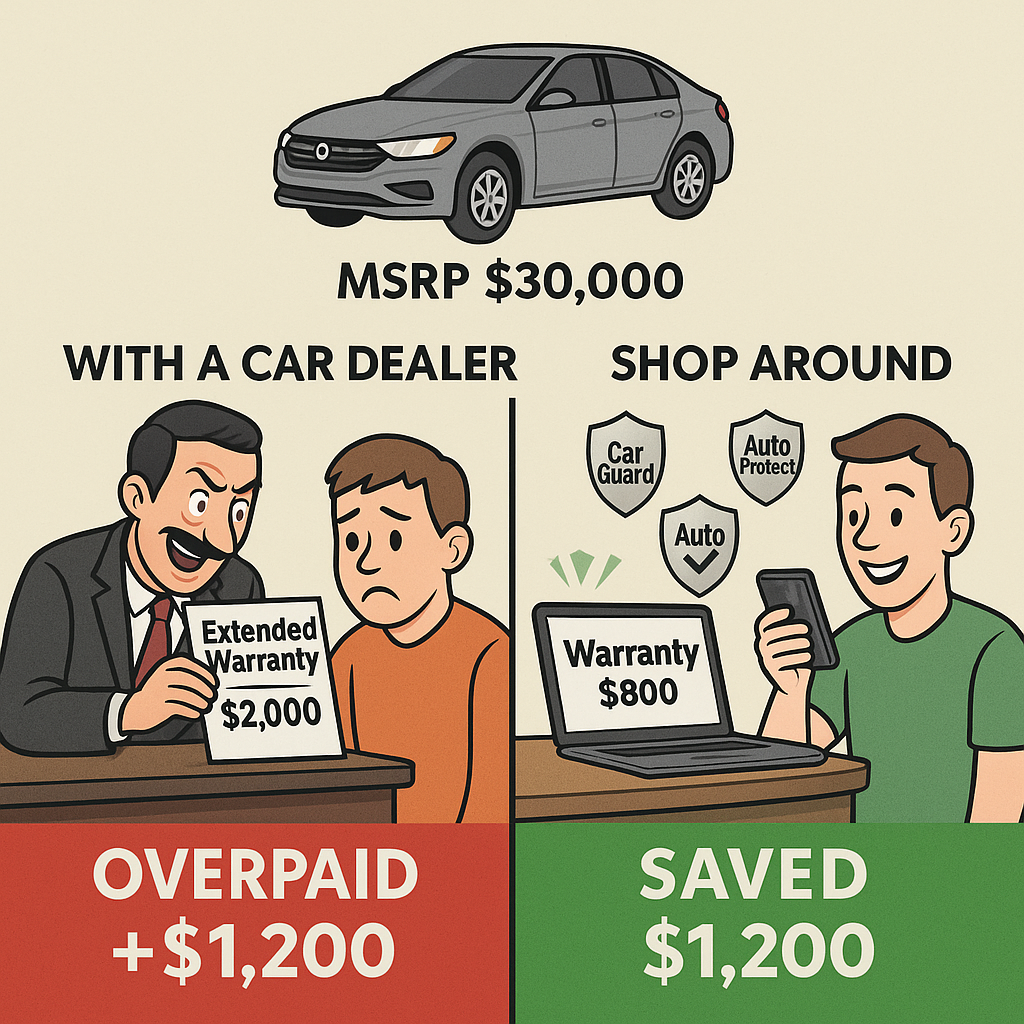 MSRP $30,000
WITH A CAR DEALER
Extended
Warranty
$2,000
OVERPAID
+$1,200
SHOP AROUND
Car
Guard
Auto
Protect
Auto
Warranty
$800
SAVED
$1,200